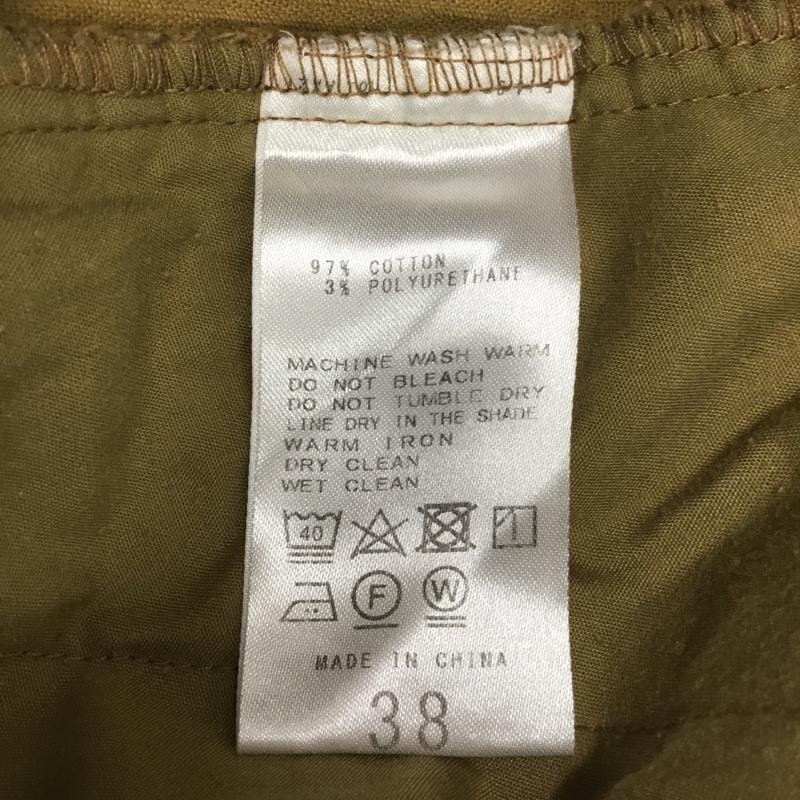 97% COTTON
3% POLYURETHANE
MACHINE WASH WARM
DO NOT BLEACH
DO NOT TUMBLE DRY
LINE DRY IN THE SHADE
WARM IRON
DRY CLEAN
WET CLEAN
40
F W
MADE IN CHINA
38